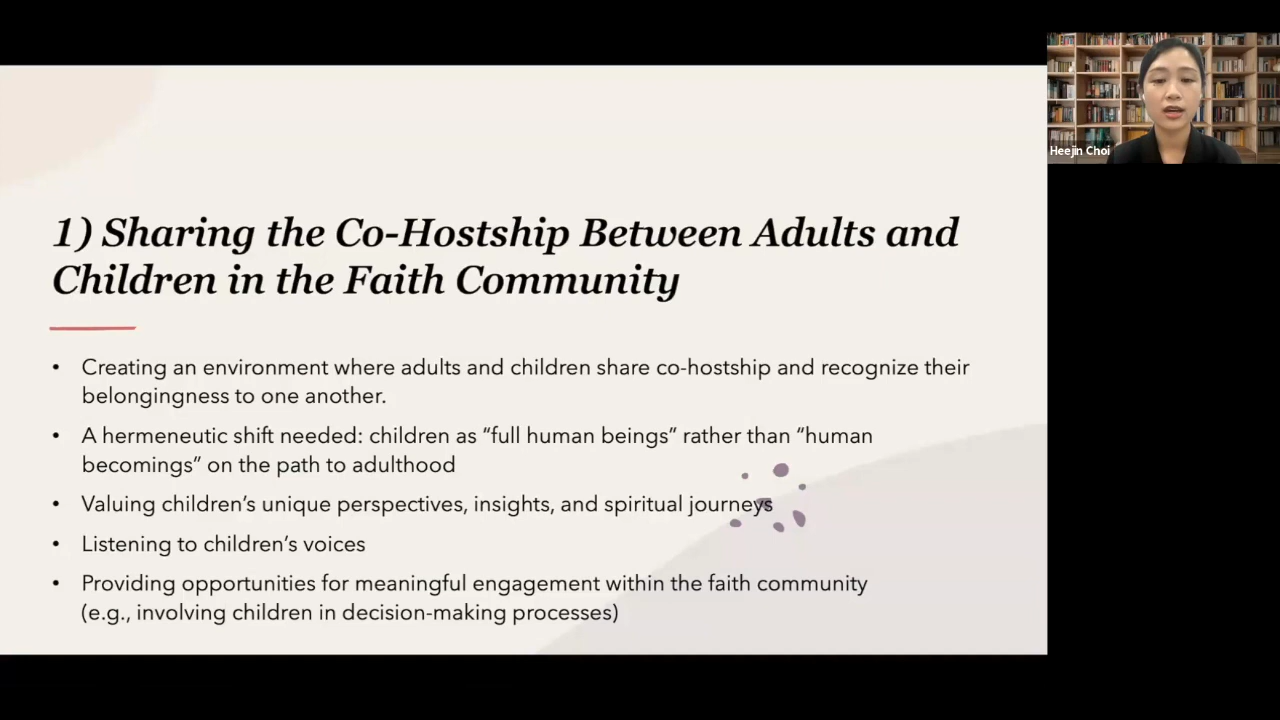 1) Sharing the Co-Hostship Between Adults and
Children in the Faith Community
• Creating an environment where adults and children share co-hostship and recognize their
belongingness to one another.
• A hermeneutic shift needed: children as “full human beings” rather than “human
becomings” on the path to adulthood
• Valuing children’s unique perspectives, insights, and spiritual journeys
• Listening to children’s voices
• Providing opportunities for meaningful engagement within the faith community
(e.g., involving children in decision-making processes)
Heejin Choi